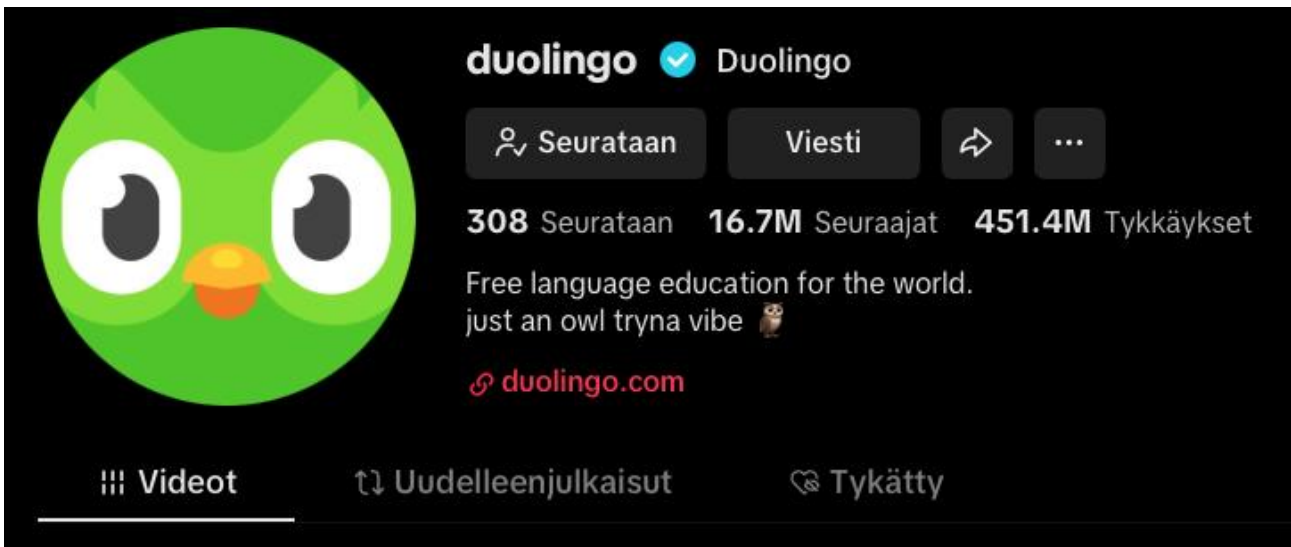 duolingo Duolingo
Seurataan Viesti
308 Seurataan 16.7M Seuraajat 451.4M Tykkäykset
Free language education for the world.
just an owl tryna vibe 🦉
duolingo.com
Videot Uudelleenjulkaisut Tykätty